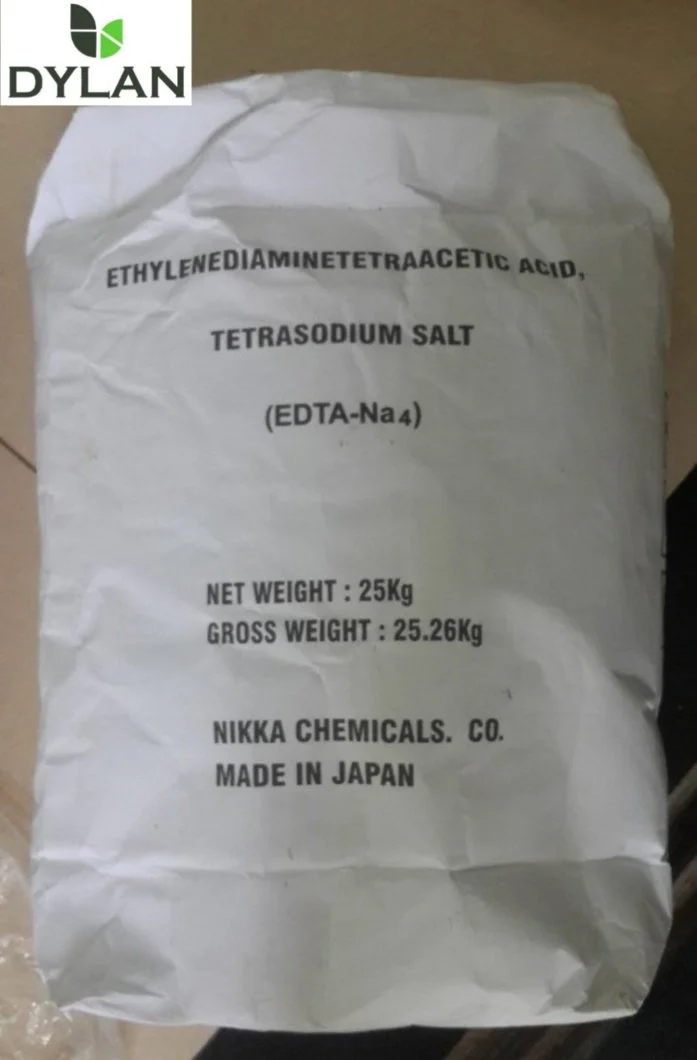 DYLAN
ETHYLENEDIAMINETETRAACETIC ACID,
TETRASODIUM SALT
(EDTA-Na₄)
NET WEIGHT : 25Kg
GROSS WEIGHT : 25.26Kg
NIKKA CHEMICALS. CO.
MADE IN JAPAN